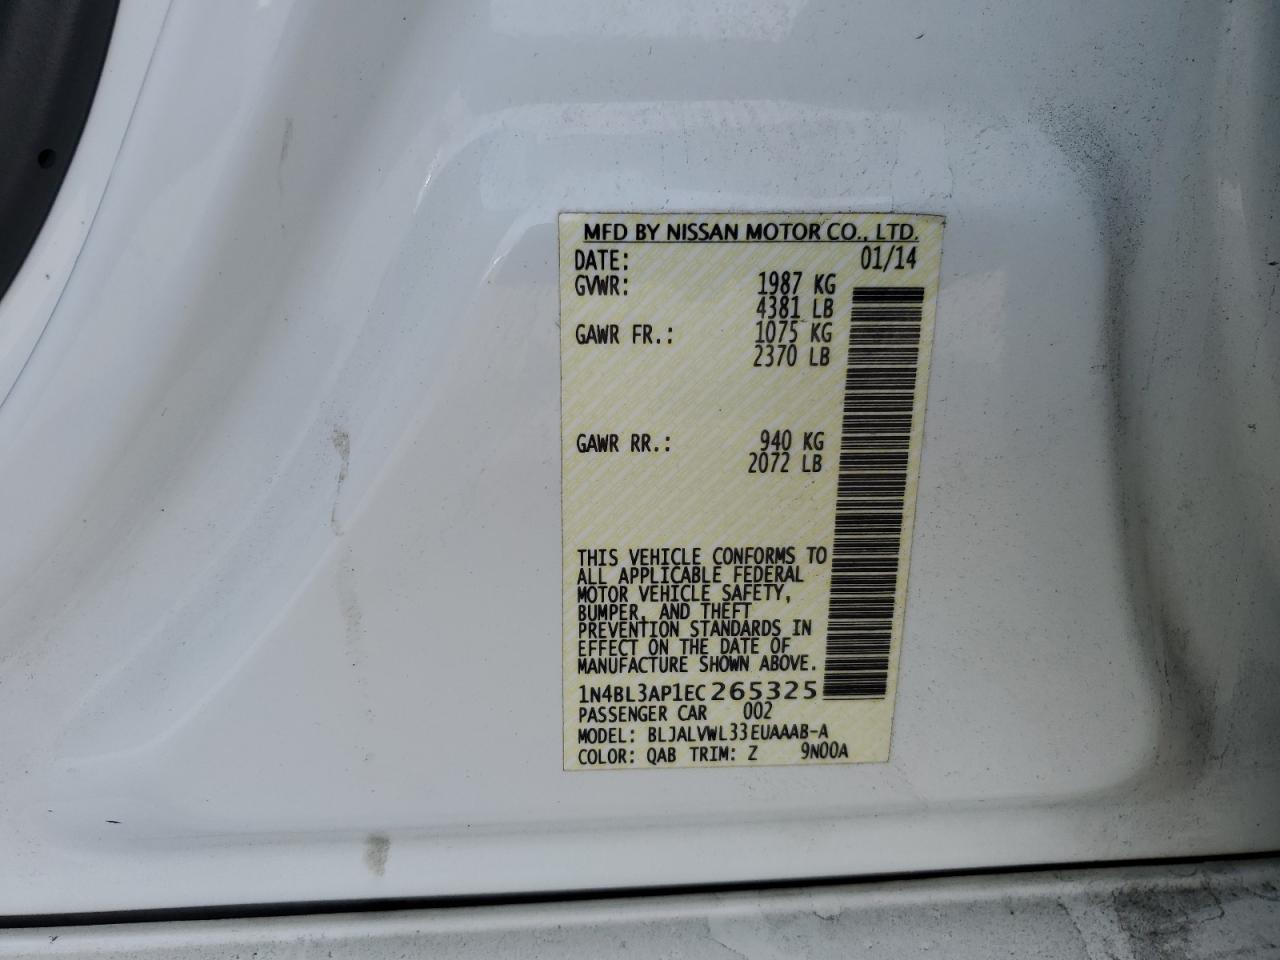 MFD BY NISSAN MOTOR CO., LTD.
DATE: 01/14
GVWR: 1987 KG
4381 LB
GAWR FR.: 1075 KG
2370 LB
GAWR RR.: 940 KG
2072 LB
THIS VEHICLE CONFORMS TO
ALL APPLICABLE FEDERAL
MOTOR VEHICLE SAFETY,
BUMPER, AND THEFT
PREVENTION STANDARDS IN
EFFECT ON THE DATE OF
MANUFACTURE SHOWN ABOVE.
1N4BL3AP1EC265325
PASSENGER CAR 002
MODEL: BLJALVWL33EUAAAB-A
COLOR: QAB TRIM: Z 9N00A